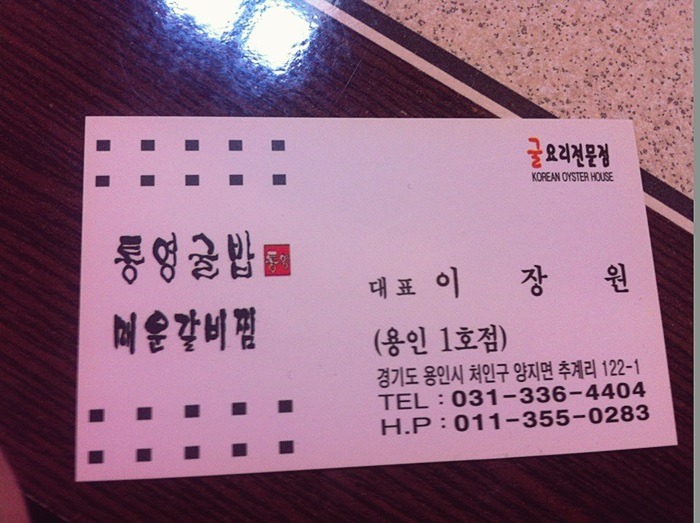 굴요리전문점
KOREAN OYSTER HOUSE
통영굴밥 통영
매운갈비찜
대표 이 장 원
(용인 1호점)
경기도 용인시 처인구 양지면 추계리 122-1
TEL : 031-336-4404
H.P : 011-355-0283